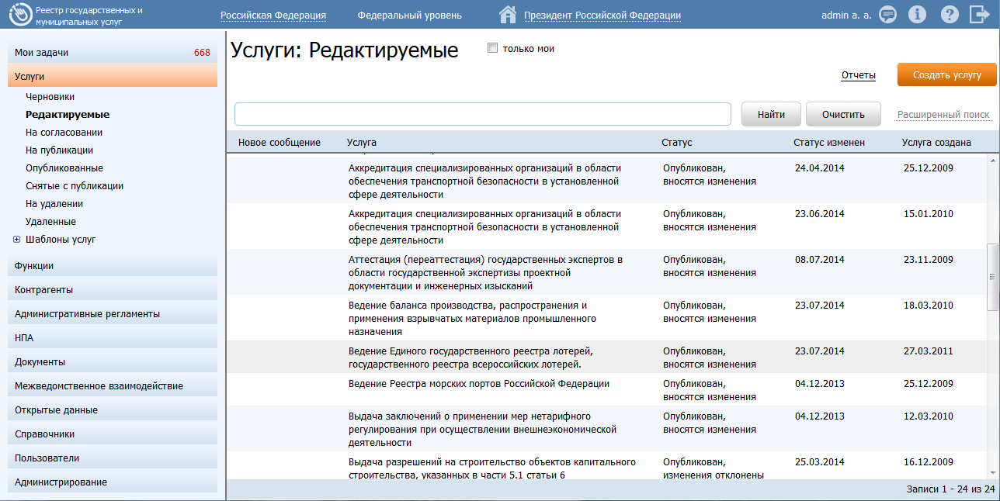 Реестр государственных и
муниципальных услуг
Российская Федерация
Федеральный уровень
Президент Российской Федерации
admin a. a.
Мои задачи 668
Услуги
Черновики
Редактируемые
На согласовании
На публикации
Опубликованные
Снятые с публикации
На удалении
Удаленные
Шаблоны услуг
Функции
Контрагенты
Административные регламенты
НПА
Документы
Межведомственное взаимодействие
Открытые данные
Справочники
Пользователи
Администрирование
Услуги: Редактируемые
только мои
Отчеты
Создать услугу
Найти
Очистить
Расширенный поиск
Новое сообщение Услуга Статус Статус изменен Услуга создана
Аккредитация специализированных организаций в области Опубликован, 24.04.2014 25.12.2009
обеспечения транспортной безопасности в установленной вносятся изменения
сфере деятельности
Аккредитация специализированных организаций в области Опубликован, 23.06.2014 15.01.2010
обеспечения транспортной безопасности в установленной вносятся изменения
сфере деятельности
Аттестация (переаттестация) государственных экспертов в Опубликован, 08.07.2014 23.11.2009
области государственной экспертизы проектной вносятся изменения
документации и инженерных изысканий
Ведение баланса производства, распространения и Опубликован, 23.07.2014 18.03.2010
применения взрывчатых материалов промышленного вносятся изменения
назначения
Ведение Единого государственного реестра лотерей, Опубликован, 23.07.2014 27.03.2011
государственного реестра всероссийских лотерей. вносятся изменения
Ведение Реестра морских портов Российской Федерации Опубликован, 04.12.2013 25.12.2009
вносятся изменения
Выдача заключений о применении мер нетарифного Опубликован, 04.12.2013 12.03.2010
регулирования при осуществлении внешнеэкономической вносятся изменения
деятельности
Выдача разрешений на строительство объектов капитального Опубликован, 25.03.2014 16.12.2009
строительства, указанных в части 5.1 статьи 6 изменения отклонены
Записи 1 - 24 из 24